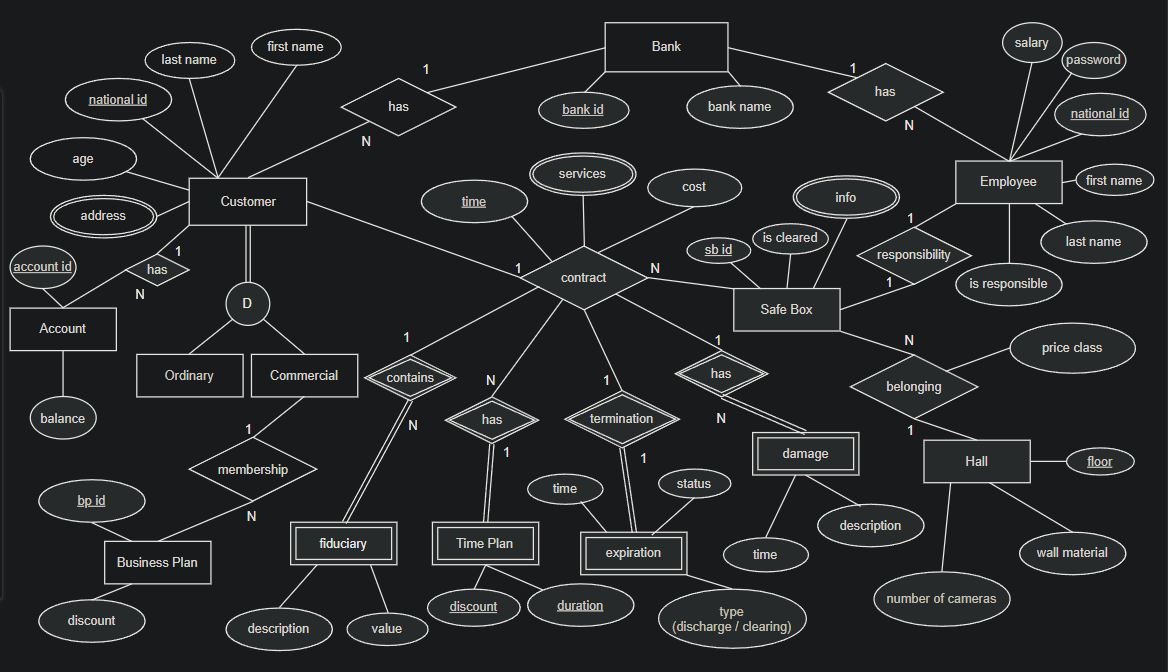 Bank
salary
first name
last name
password
1
1
has
has
national id
bank id
bank name
national id
N
N
age
services
first name
Employee
cost
info
Customer
time
address
1
is cleared
last name
sb id
1
responsibility
account id
has
1
N
contract
is responsible
1
N
D
Safe Box
Account
1
1
N
price class
Ordinary
Commercial
contains
N
1
has
belonging
balance
N
has
termination
N
1
1
1
1
damage
Hall
floor
membership
bp id
time
status
N
description
fiduciary
Time Plan
expiration
time
wall material
Business Plan
discount
duration
number of cameras
discount
description
value
type
(discharge / clearing)